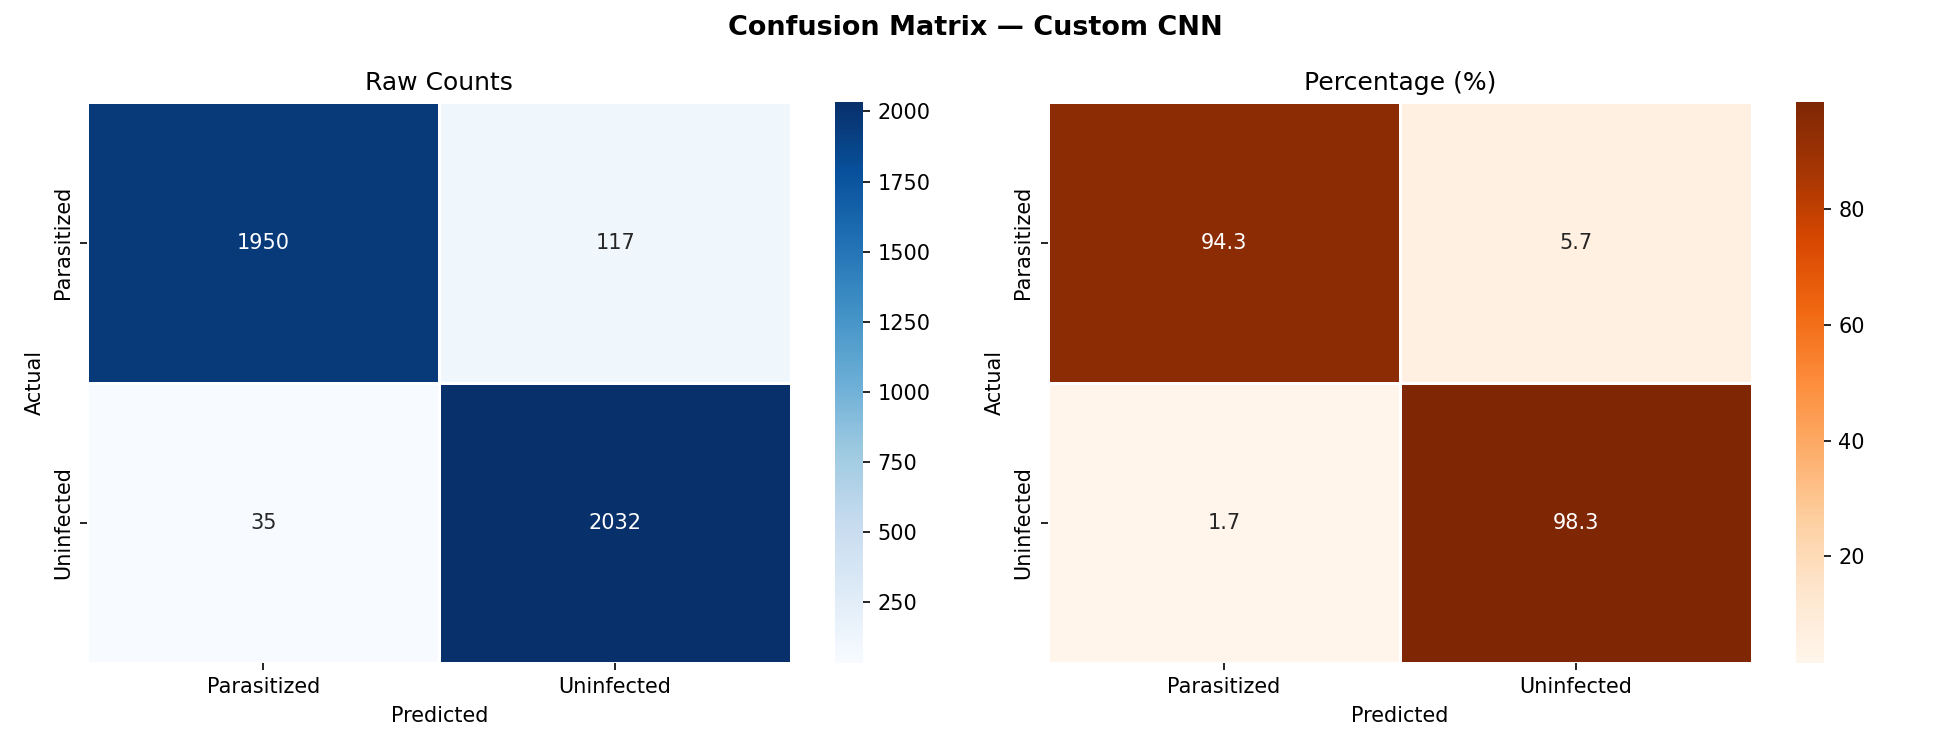 Confusion Matrix — Custom CNN
Raw Counts
Actual
Parasitized
Uninfected
1950
117
35
2032
Parasitized
Uninfected
Predicted
2000
1750
1500
1250
1000
750
500
250
Percentage (%)
Actual
Parasitized
Uninfected
94.3
5.7
1.7
98.3
Parasitized
Uninfected
Predicted
80
60
40
20